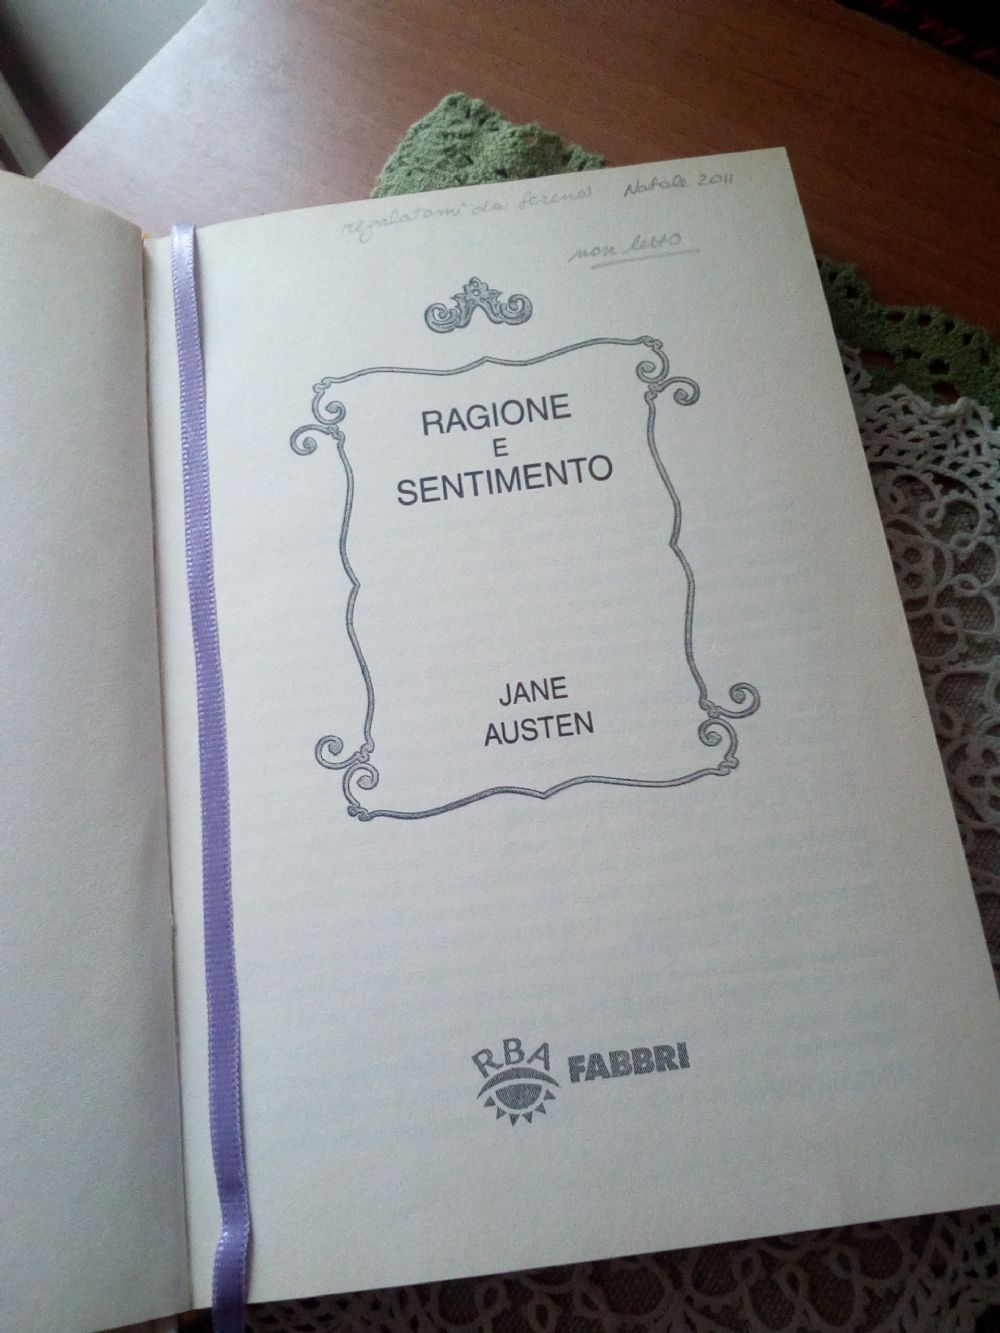 regalatomi da Serena Natale 2011
non letto
RAGIONE
E
SENTIMENTO
JANE
AUSTEN
RBA FABBRI